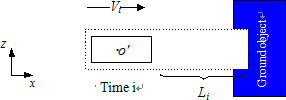 V_i
z
·o'
Ground object
x
Time i
L_i